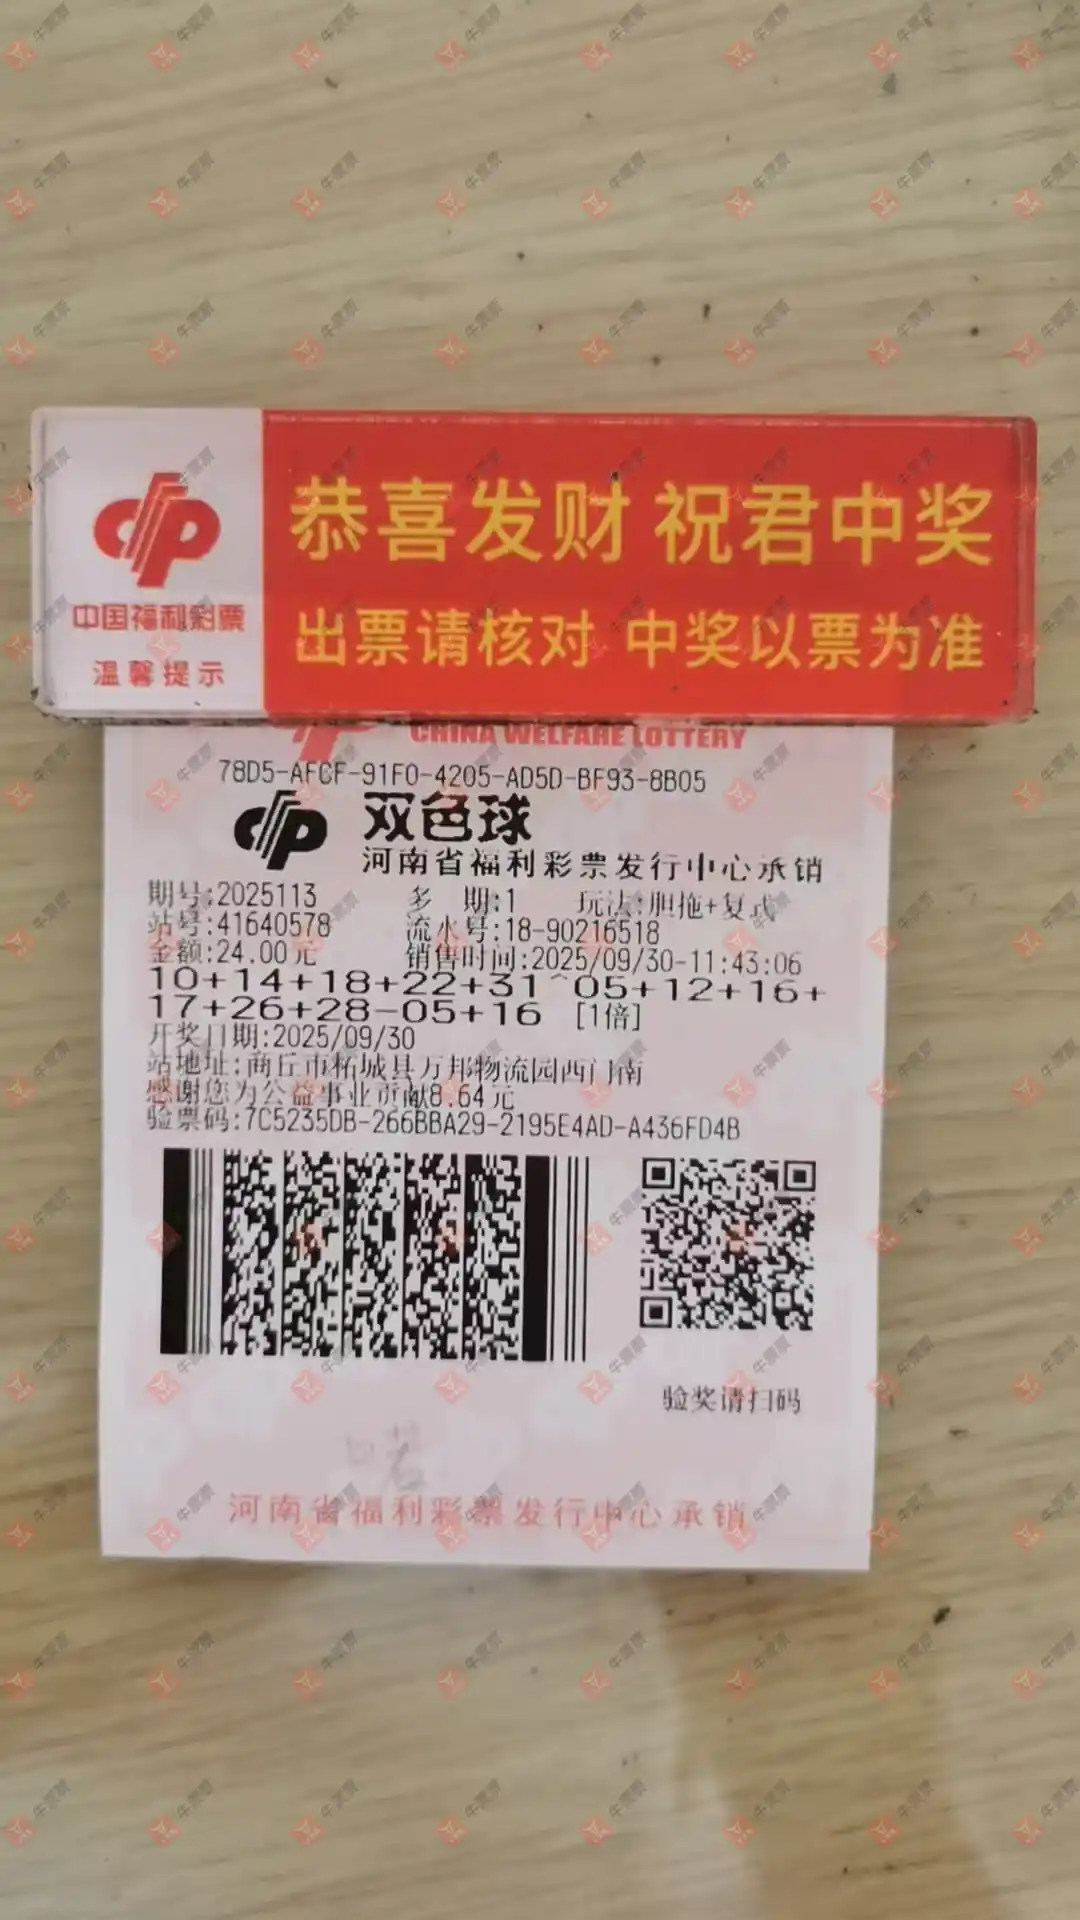 恭喜发财 祝君中奖
出票请核对 中奖以票为准
中国福利彩票
温馨提示
CHINA WELFARE LOTTERY
78D5-AFCF-91F0-4205-AD5D-BF93-8B05
双色球
河南省福利彩票发行中心承销
期号:2025113 多 期:1 玩法:胆拖+复式
站号:41640578 流水号:18-90216518
金额:24.00元 销售时间:2025/09/30-11:43:06
10+14+18+22+31^05+12+16+
17+26+28-05+16 [1倍]
开奖日期:2025/09/30
站地址:商丘市柘城县万邦物流园西门南
感谢您为公益事业贡献8.64元
验票码:7C5235DB-266BBA29-2195E4AD-A436FD4B
验奖请扫码
河南省福利彩票发行中心承销